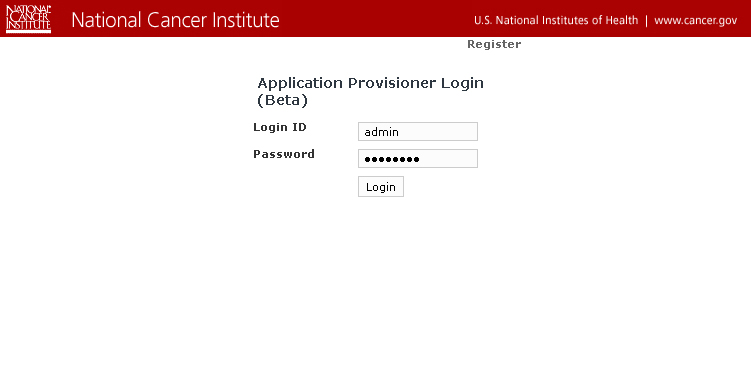 NATIONAL
CANCER
INSTITUTE
National Cancer Institute
U.S. National Institutes of Health | www.cancer.gov
Register
Application Provisioner Login
(Beta)
Login ID
admin
Password
••••••••
Login